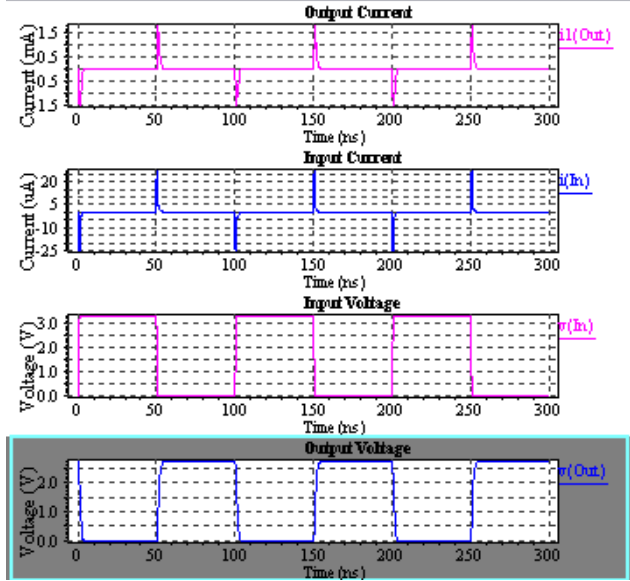 Output Current
Current (mA)
1.5
0.5
0.5
1.5
i1(Out)
0 50 100 150 200 250 300
Time (ns)
Input Current
Current (uA)
20
5
-10
-25
i(In)
0 50 100 150 200 250 300
Time (ns)
Input Voltage
Voltage (V)
3.0
2.0
1.0
0.0
v(In)
0 50 100 150 200 250 300
Time (ns)
Output Voltage
Voltage (V)
2.0
1.0
0.0
v(Out)
0 50 100 150 200 250 300
Time (ns)